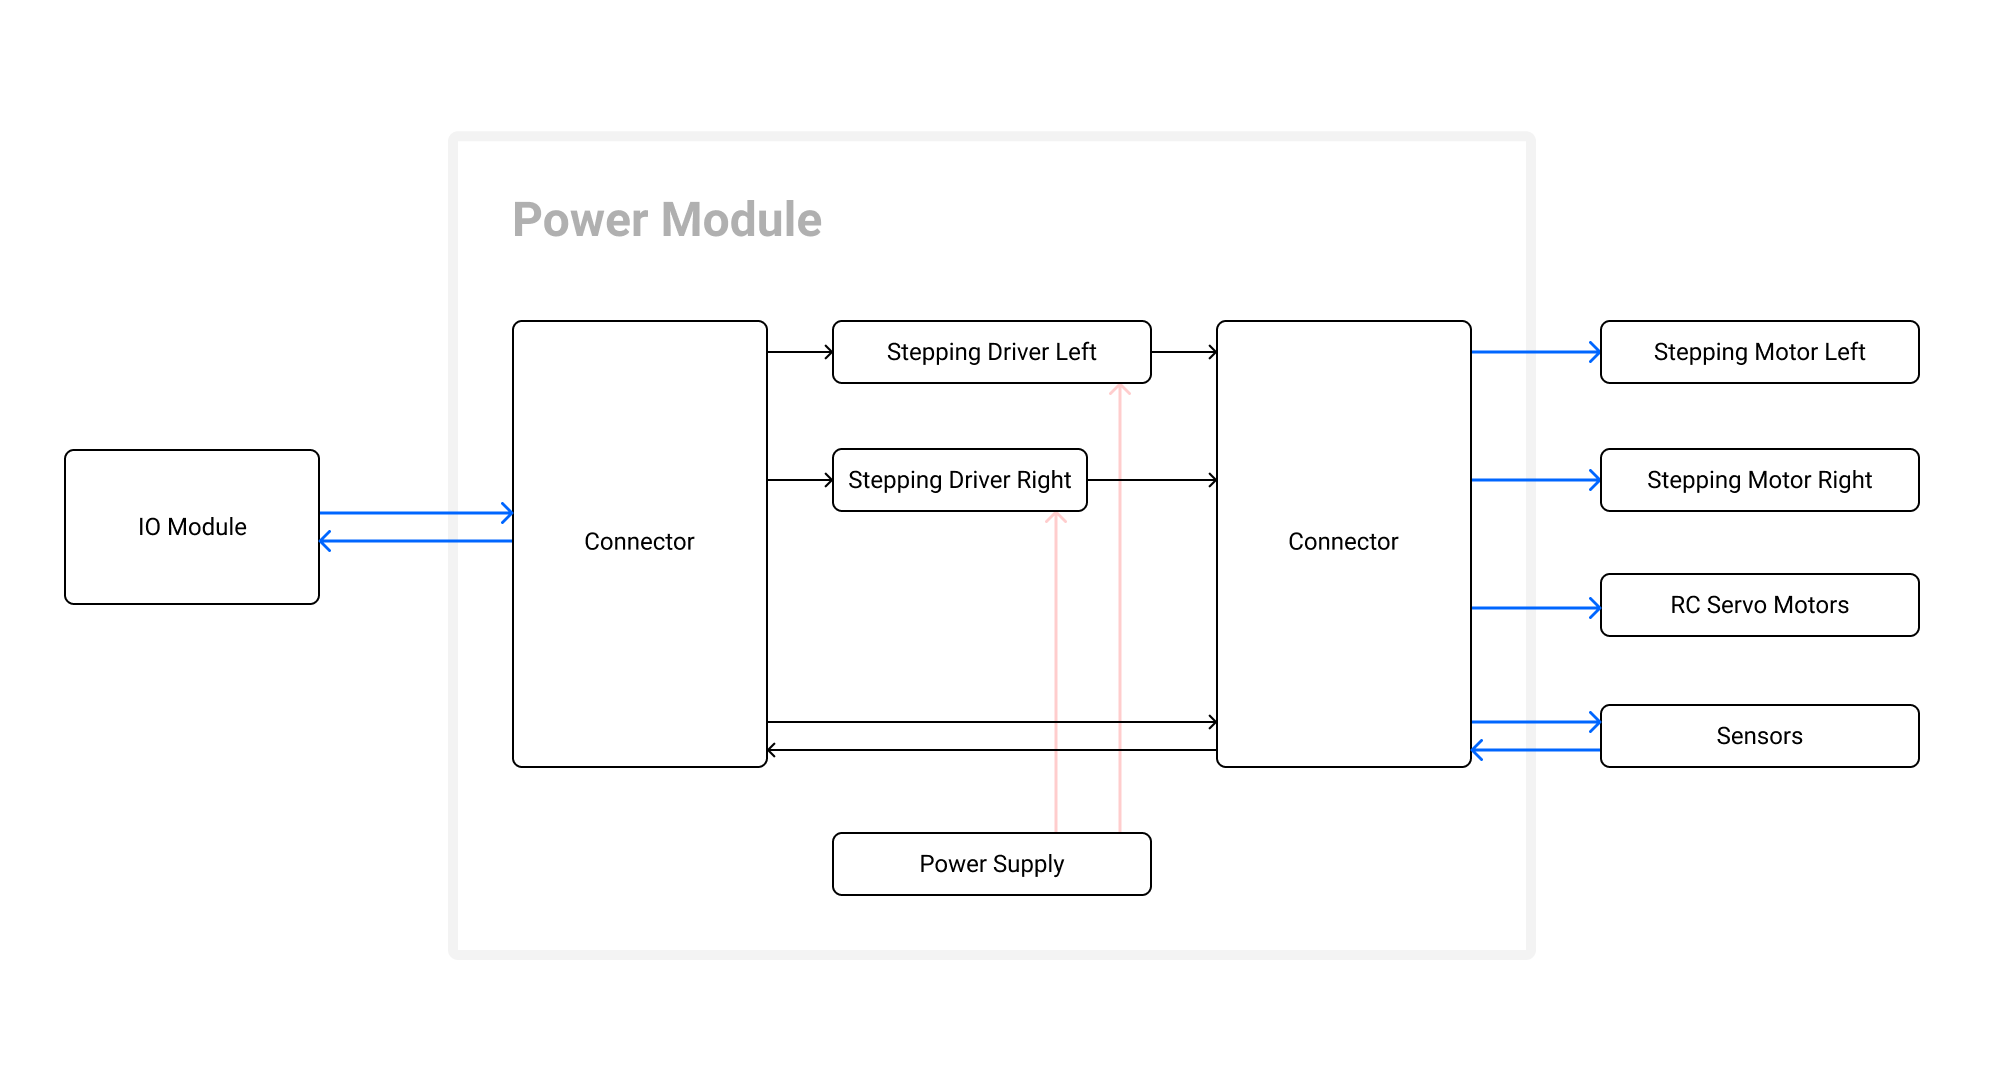 Power Module
Stepping Driver Left
Stepping Motor Left
Stepping Driver Right
Stepping Motor Right
IO Module
Connector
Connector
RC Servo Motors
Sensors
Power Supply